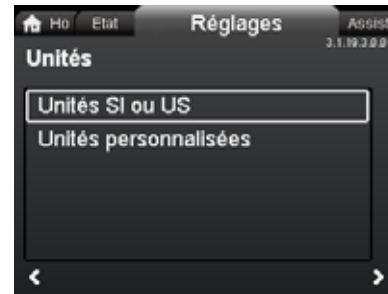 Ho Etat Réglages Assist
3.1.19.3.0.0
Unités
Unités SI ou US
Unités personnalisées